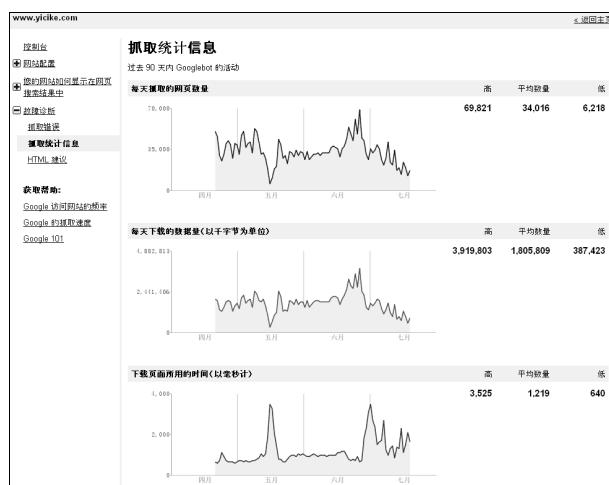 www.yicike.com
« 返回主页
控制台
网站配置
您的网站如何显示在网页
搜索结果中
故障诊断
抓取错误
抓取统计信息
HTML 建议
获取帮助:
Google 访问网站的频率
Google 的抓取速度
Google 101
抓取统计信息
过去 90 天内 Googlebot 的活动
每天抓取的网页数量 高 平均数量 低
70,000 69,821 34,016 6,218
35,000
0
四月 五月 六月 七月
每天下载的数据量(以千字节为单位) 高 平均数量 低
4,882,813 3,919,803 1,805,809 387,423
2,441,406
0
四月 五月 六月 七月
下载页面所用的时间(以毫秒计) 高 平均数量 低
4,000 3,525 1,219 640
2,000
0
四月 五月 六月 七月